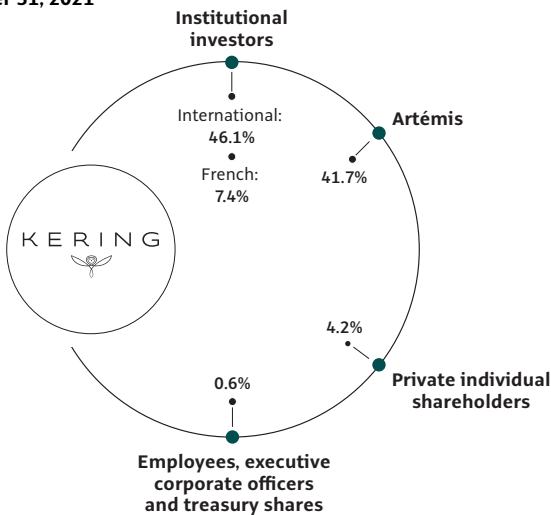 31, 2021
Institutional
investors
International:
46.1%
French:
7.4%
Artémis
41.7%
KERING
4.2%
Private individual
shareholders
0.6%
Employees, executive
corporate officers
and treasury shares